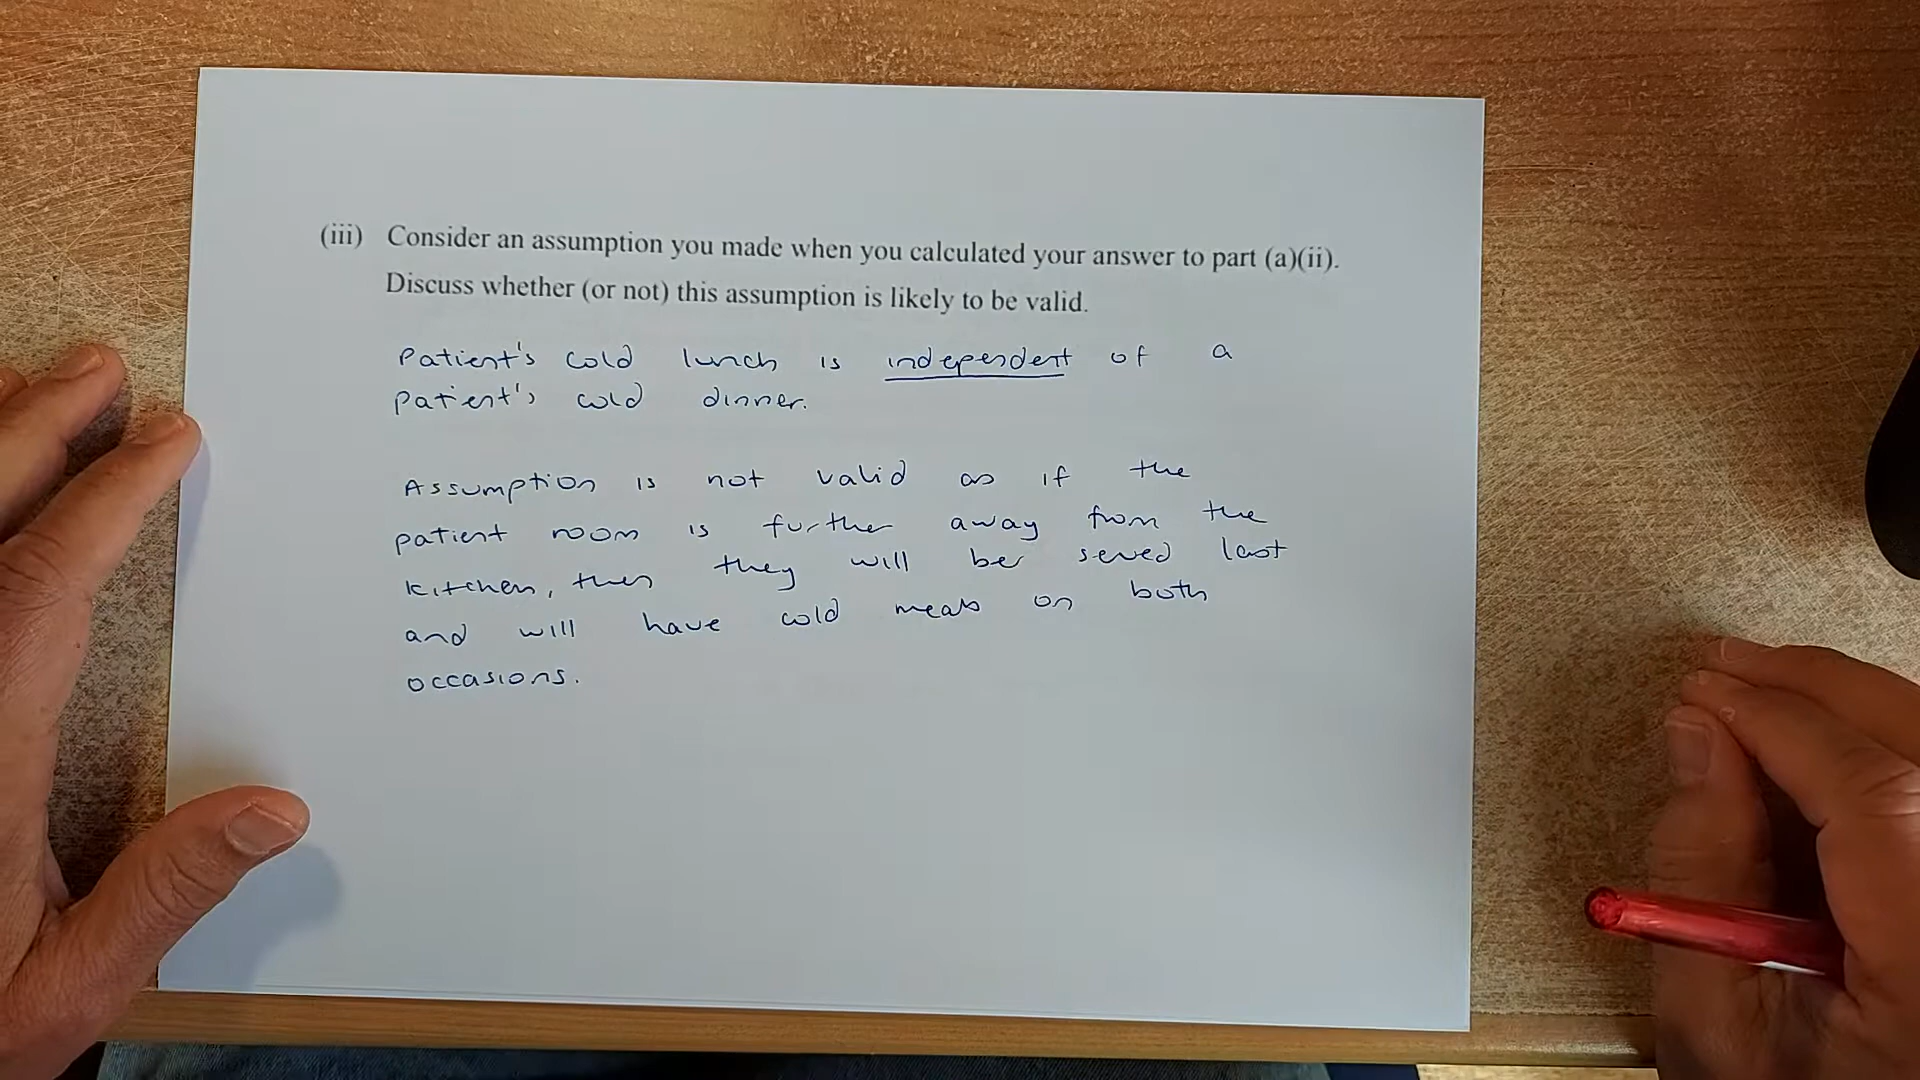 (iii) Consider an assumption you made when you calculated your answer to part (a)(ii).
Discuss whether (or not) this assumption is likely to be valid.
Patient's cold lunch is independent of a
patient's cold dinner.
Assumption is not valid as if the
patient room is further away from the
kitchen, then they will be served last
and will have cold meals on both
occasions.